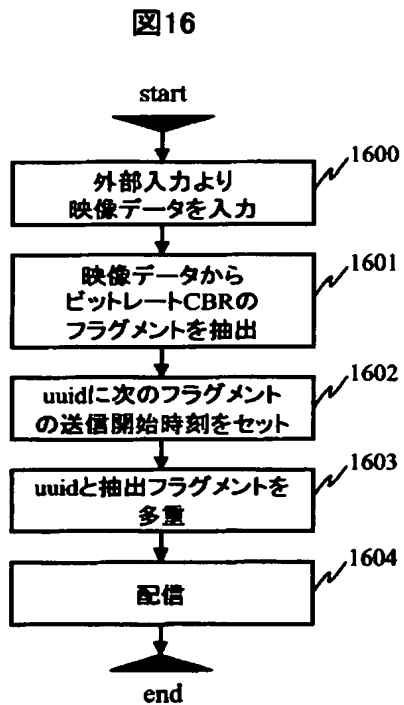 図16
start
外部入力より
映像データを入力
1600
映像データから
ビットレートCBRの
フラグメントを抽出
1601
uuidに次のフラグメント
の送信開始時刻をセット
1602
uuidと抽出フラグメントを
多重
1603
配信
1604
end